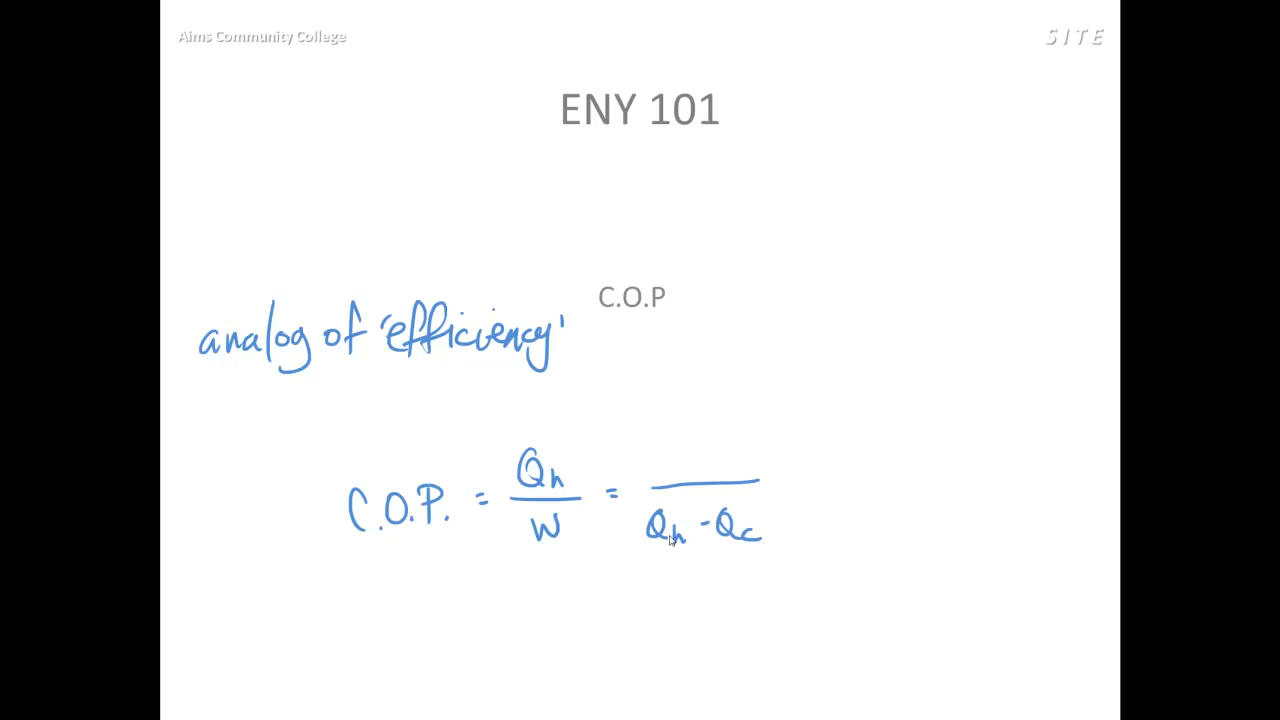 Aims Community College
SITE
ENY 101
C.O.P
analog of 'efficiency'
C.O.P. = Qh / W = / Qh - Qc